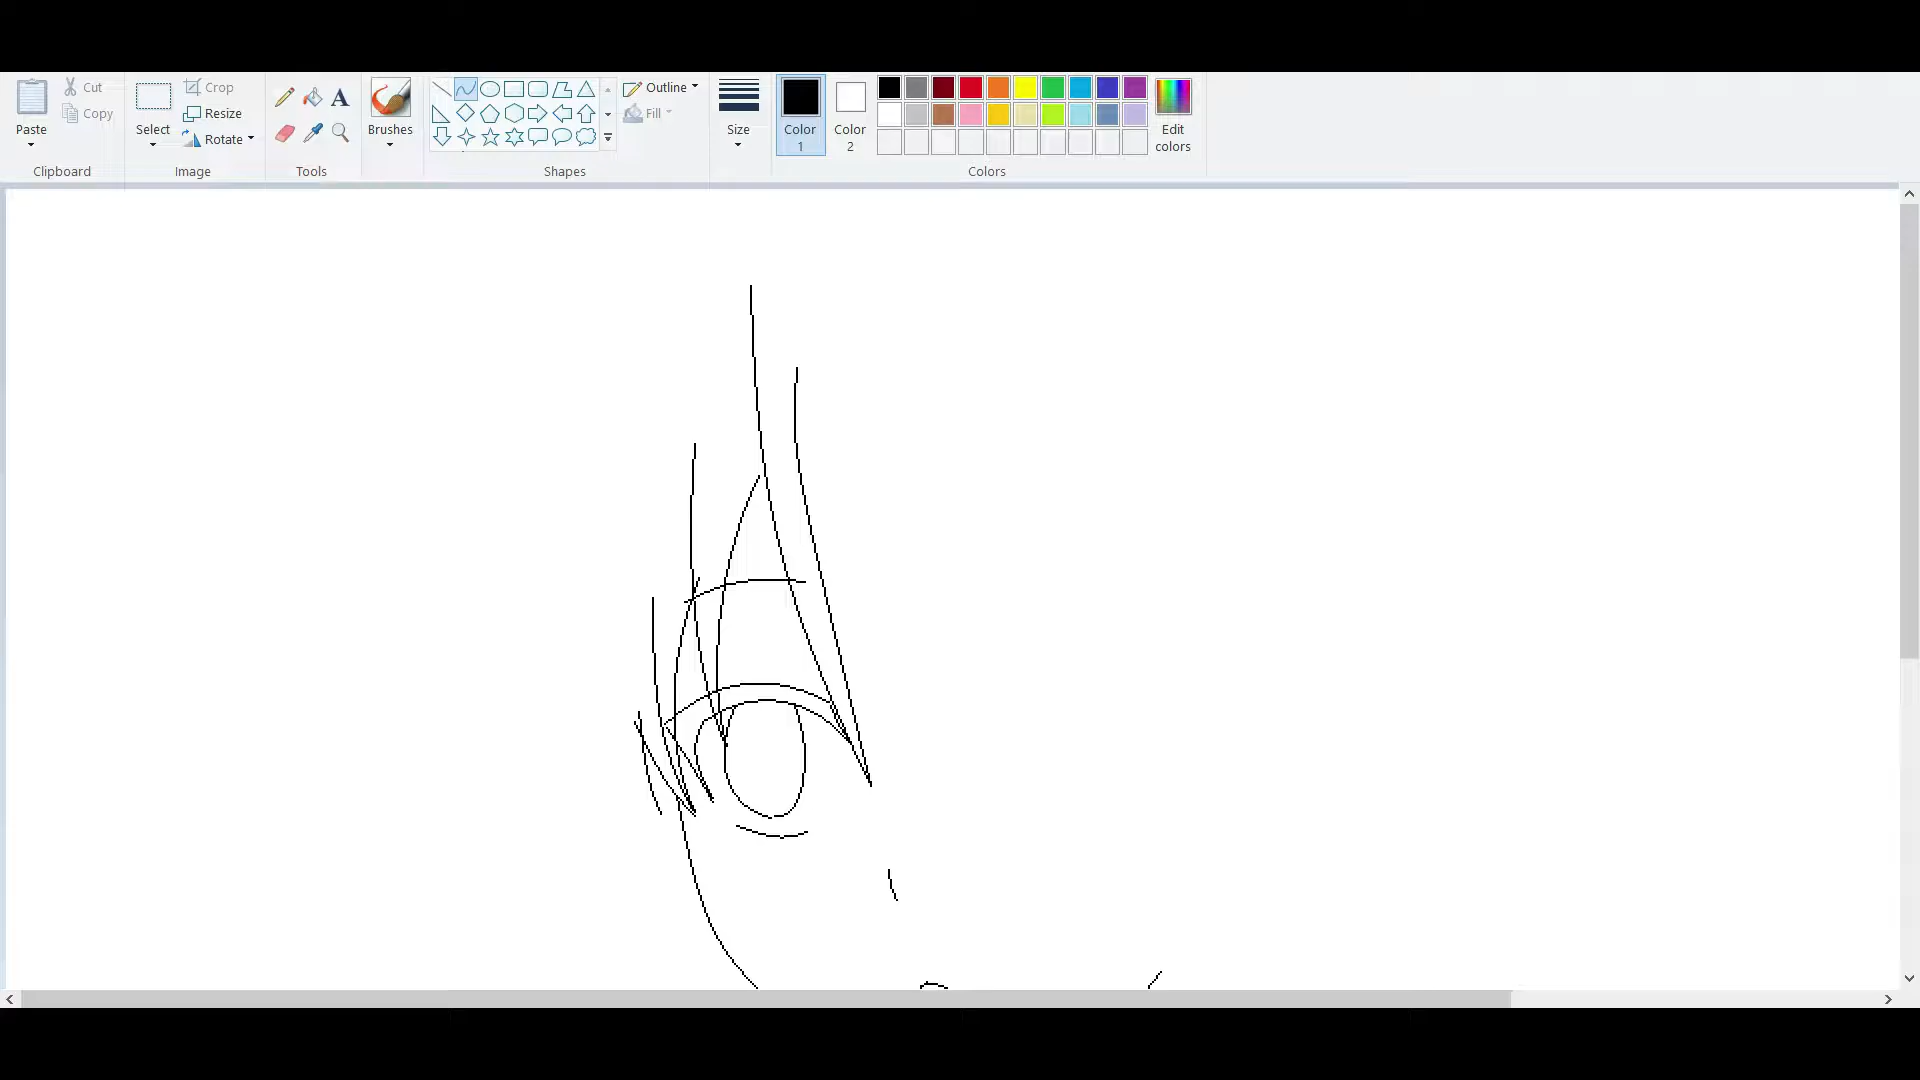 Cut
Crop
Outline
Copy
Resize
Fill
Paste
Select
Rotate
Brushes
Size
Color
1
Color
2
Edit
colors
Clipboard
Image
Tools
Shapes
Colors